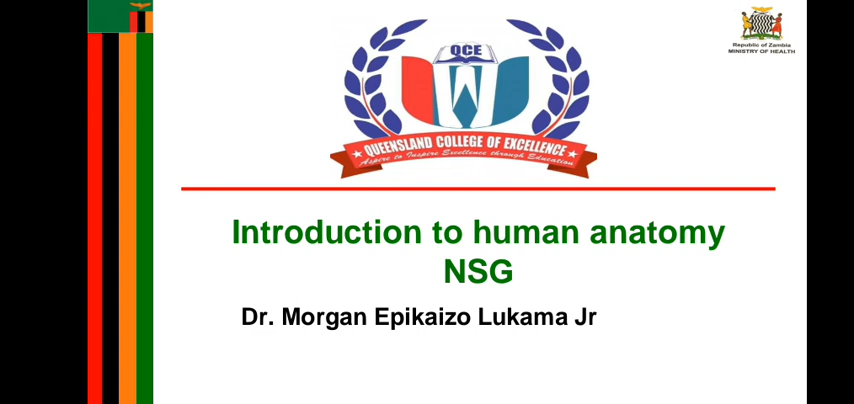 QCE
QUEENSLAND COLLEGE OF EXCELLENCE
Aspire to Inspire Excellence through Education
Republic of Zambia
MINISTRY OF HEALTH
Introduction to human anatomy
NSG
Dr. Morgan Epikaizo Lukama Jr